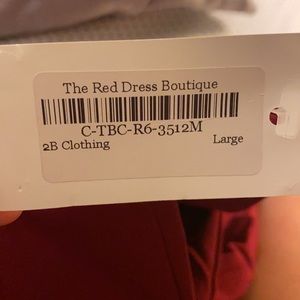 The Red Dress Boutique
C-TBC-R6-3512M
2B Clothing Large